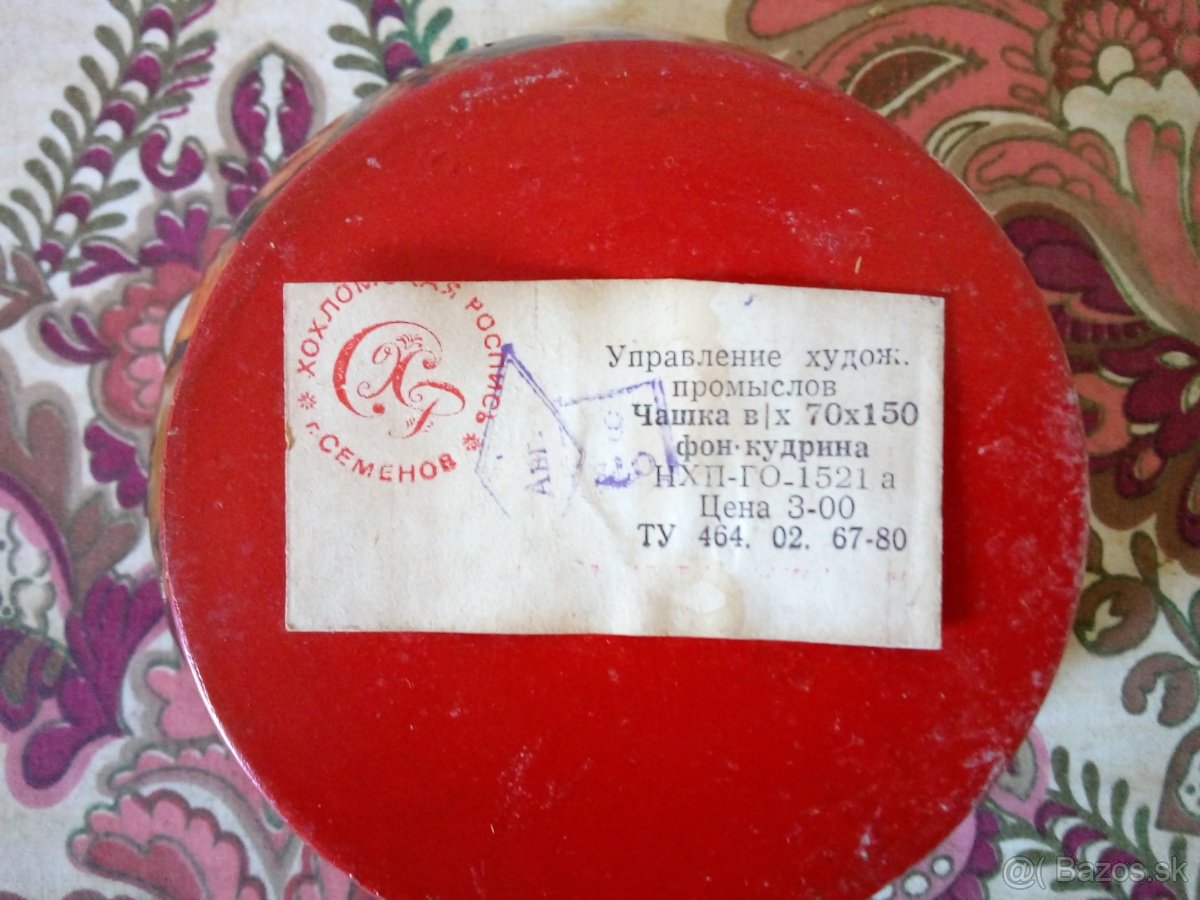 ХОХЛОМСКАЯ РОСПИСЬ
г. СЕМЕНОВ
Авг.
Управление худож.
промыслов
Чашка в|х 70х150
фон-кудрина
НХП-ГО-1521 а
Цена 3-00
ТУ 464. 02. 67-80
@( Bazos.sk